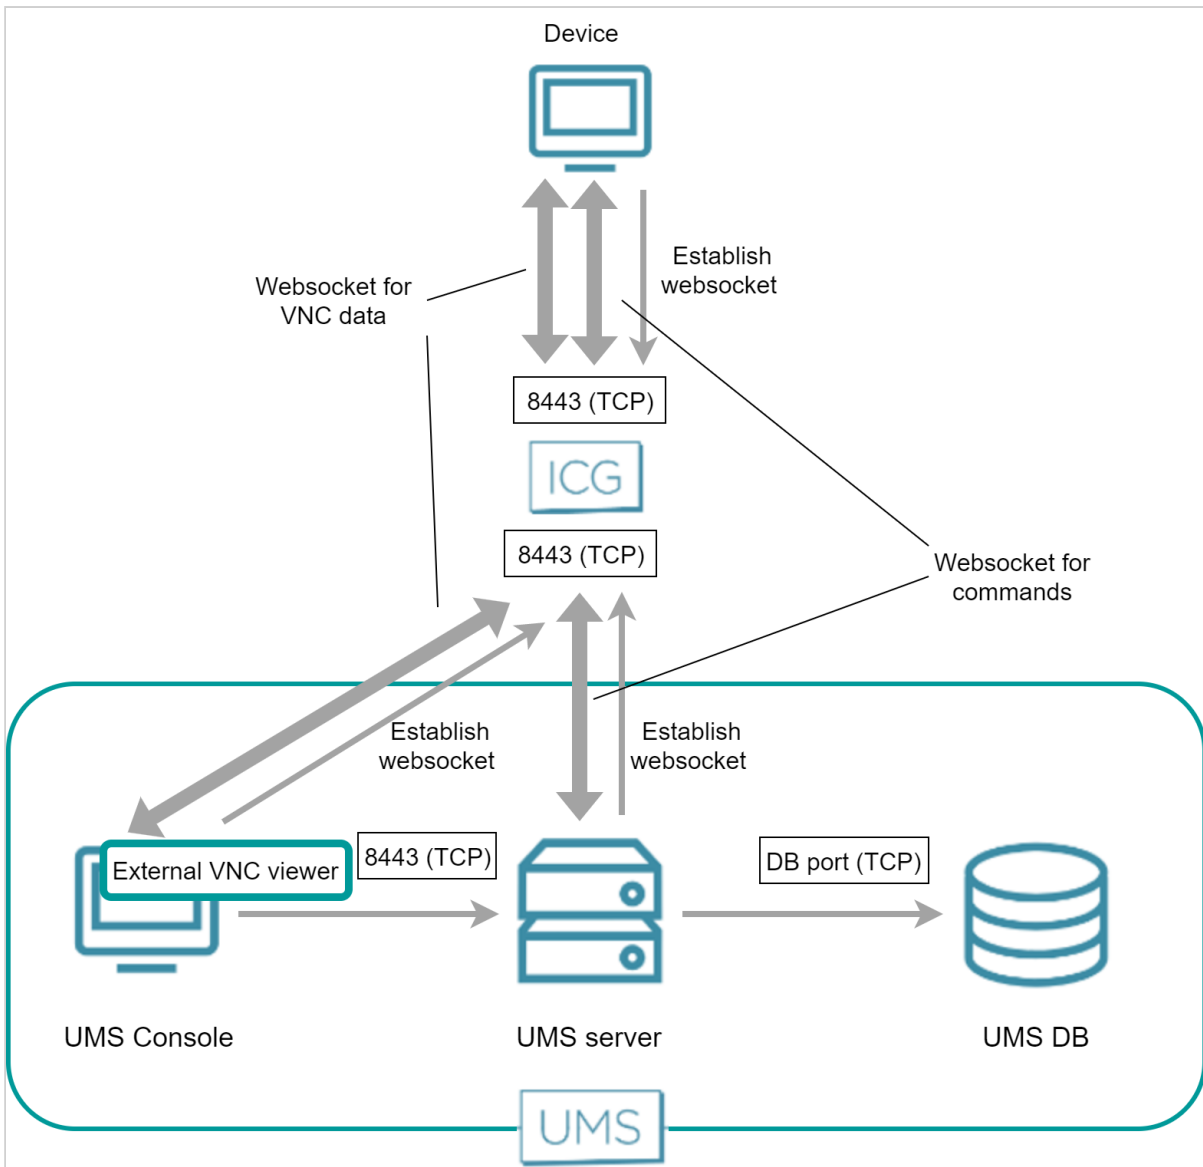 Device
Establish
websocket
Websocket for
VNC data
8443 (TCP)
ICG
8443 (TCP)
Websocket for
commands
Establish
websocket
Establish
websocket
External VNC viewer
8443 (TCP)
DB port (TCP)
UMS Console
UMS server
UMS DB
UMS